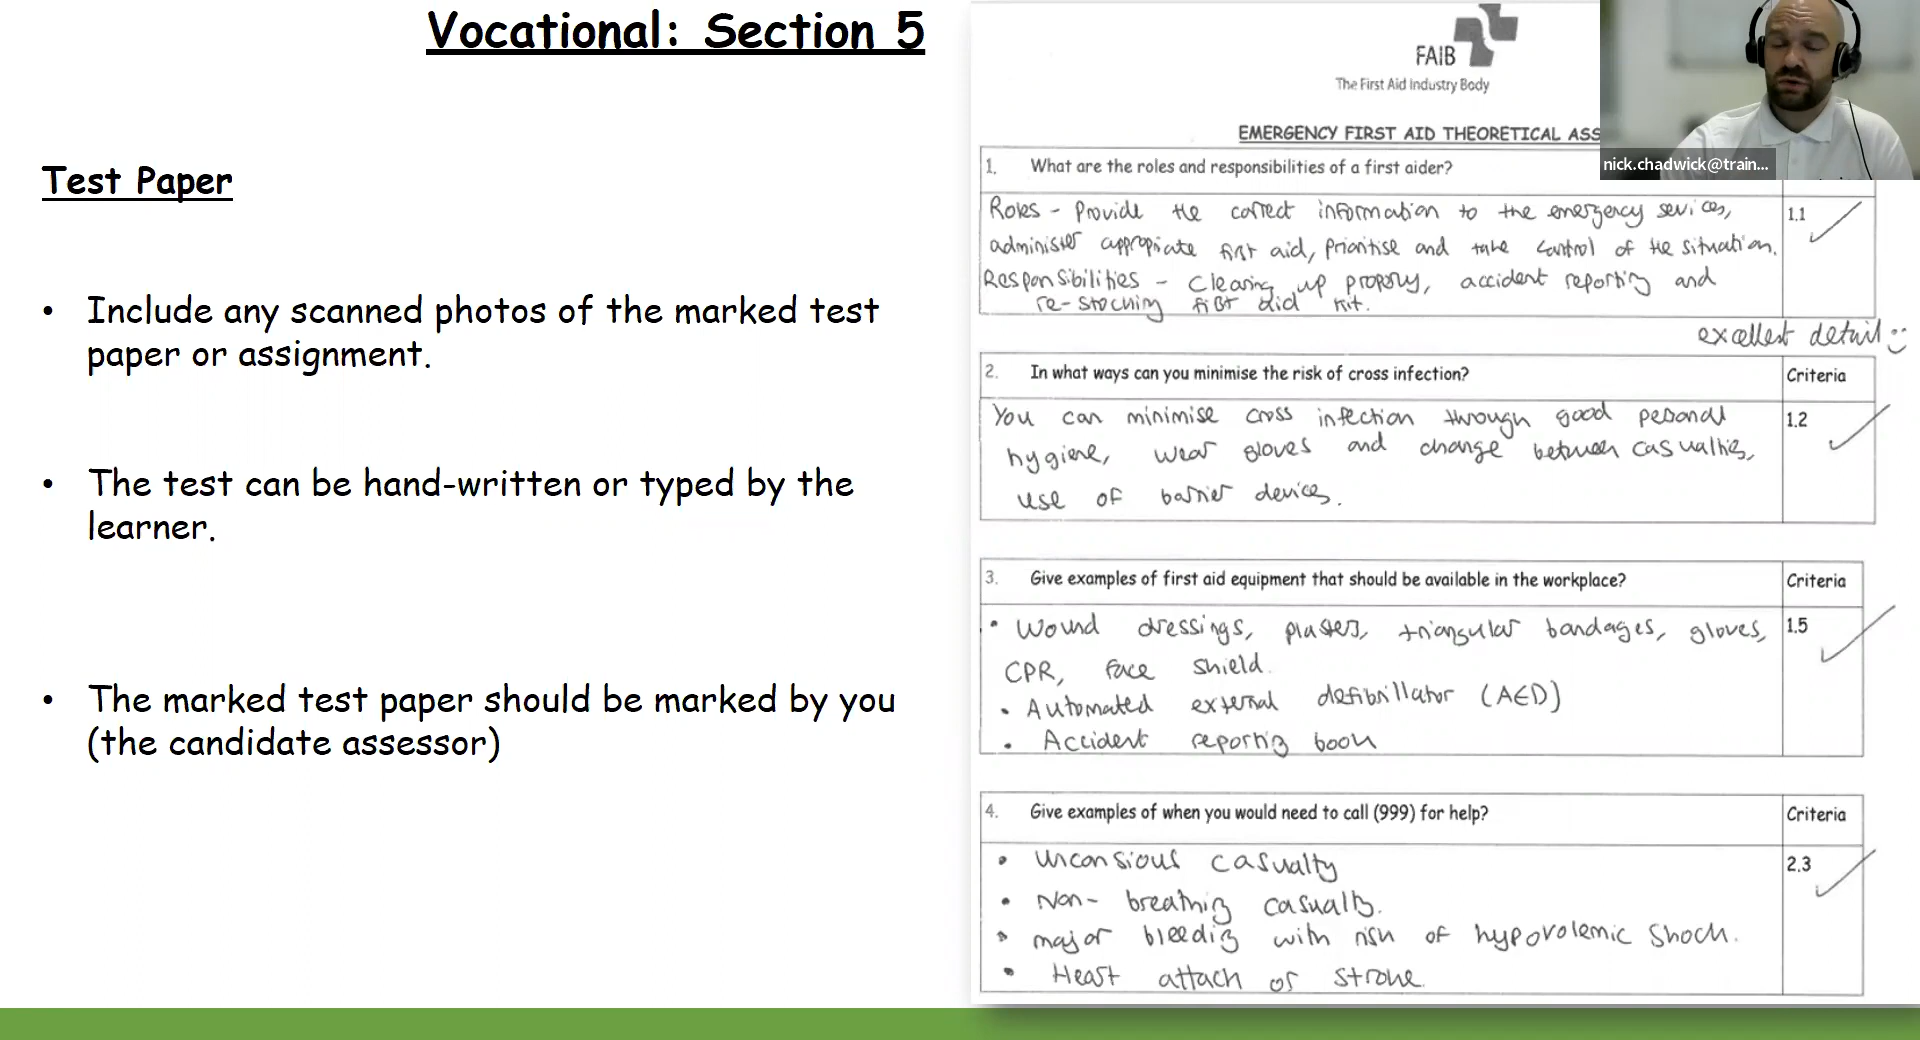 Vocational: Section 5
Test Paper
• Include any scanned photos of the marked test
paper or assignment.
• The test can be hand-written or typed by the
learner.
• The marked test paper should be marked by you
(the candidate assessor)
FAIB
The First Aid Industry Body
EMERGENCY FIRST AID THEORETICAL ASS
nick.chadwick@train...
1. What are the roles and responsibilities of a first aider?
Roles - Provide the correct information to the emergency sevices,
administer appropiate first aid, prioritise and take control of the situation.
Responsibilities - Clearing up propsly, accident reporting and
re-stocking first aid kit.
1.1
excellest detail :)
2. In what ways can you minimise the risk of cross infection?
Criteria
You can minimise cross infection through good pesonal
hygiene, wear gloves and change between casualties,
use of barrier devices.
1.2
3. Give examples of first aid equipment that should be available in the workplace?
Criteria
• Wound dressings, plasters, triangular bandages, gloves,
CPR, face shield.
• Automated external defibrillator (AED)
• Accident reporting book
1.5
4. Give examples of when you would need to call (999) for help?
Criteria
• Unconsious casualty
• Non-breathing casualty.
• major bleeding with risk of hypovolemic shock.
• Heart attack or stroke.
2.3